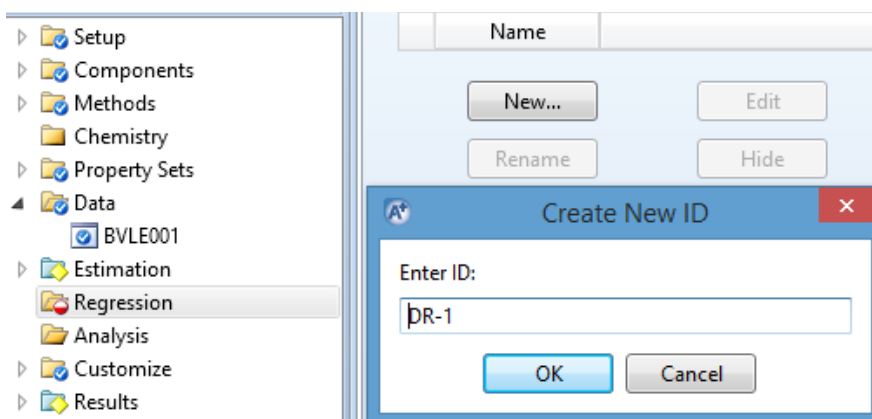 Setup
Components
Methods
Chemistry
Property Sets
Data
BVLE001
Estimation
Regression
Analysis
Customize
Results
Name
New...
Edit
Rename
Hide
A+
Create New ID
Enter ID:
DR-1
OK
Cancel